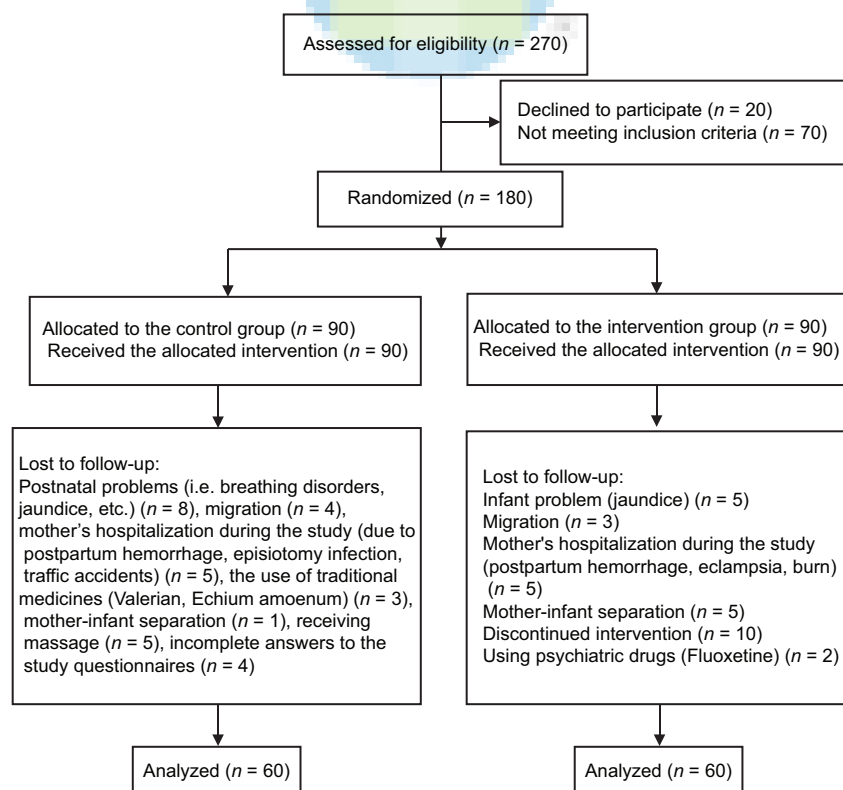 Assessed for eligibility (n = 270)
Declined to participate (n = 20)
Not meeting inclusion criteria (n = 70)
Randomized (n = 180)
Allocated to the control group (n = 90)
Received the allocated intervention (n = 90)
Allocated to the intervention group (n = 90)
Received the allocated intervention (n = 90)
Lost to follow-up:
Postnatal problems (i.e. breathing disorders,
jaundice, etc.) (n = 8), migration (n = 4),
mother's hospitalization during the study (due to
postpartum hemorrhage, episiotomy infection,
traffic accidents) (n = 5), the use of traditional
medicines (Valerian, Echium amoenum) (n = 3),
mother-infant separation (n = 1), receiving
massage (n = 5), incomplete answers to the
study questionnaires (n = 4)
Lost to follow-up:
Infant problem (jaundice) (n = 5)
Migration (n = 3)
Mother's hospitalization during the study
(postpartum hemorrhage, eclampsia, burn)
(n = 5)
Mother-infant separation (n = 5)
Discontinued intervention (n = 10)
Using psychiatric drugs (Fluoxetine) (n = 2)
Analyzed (n = 60)
Analyzed (n = 60)